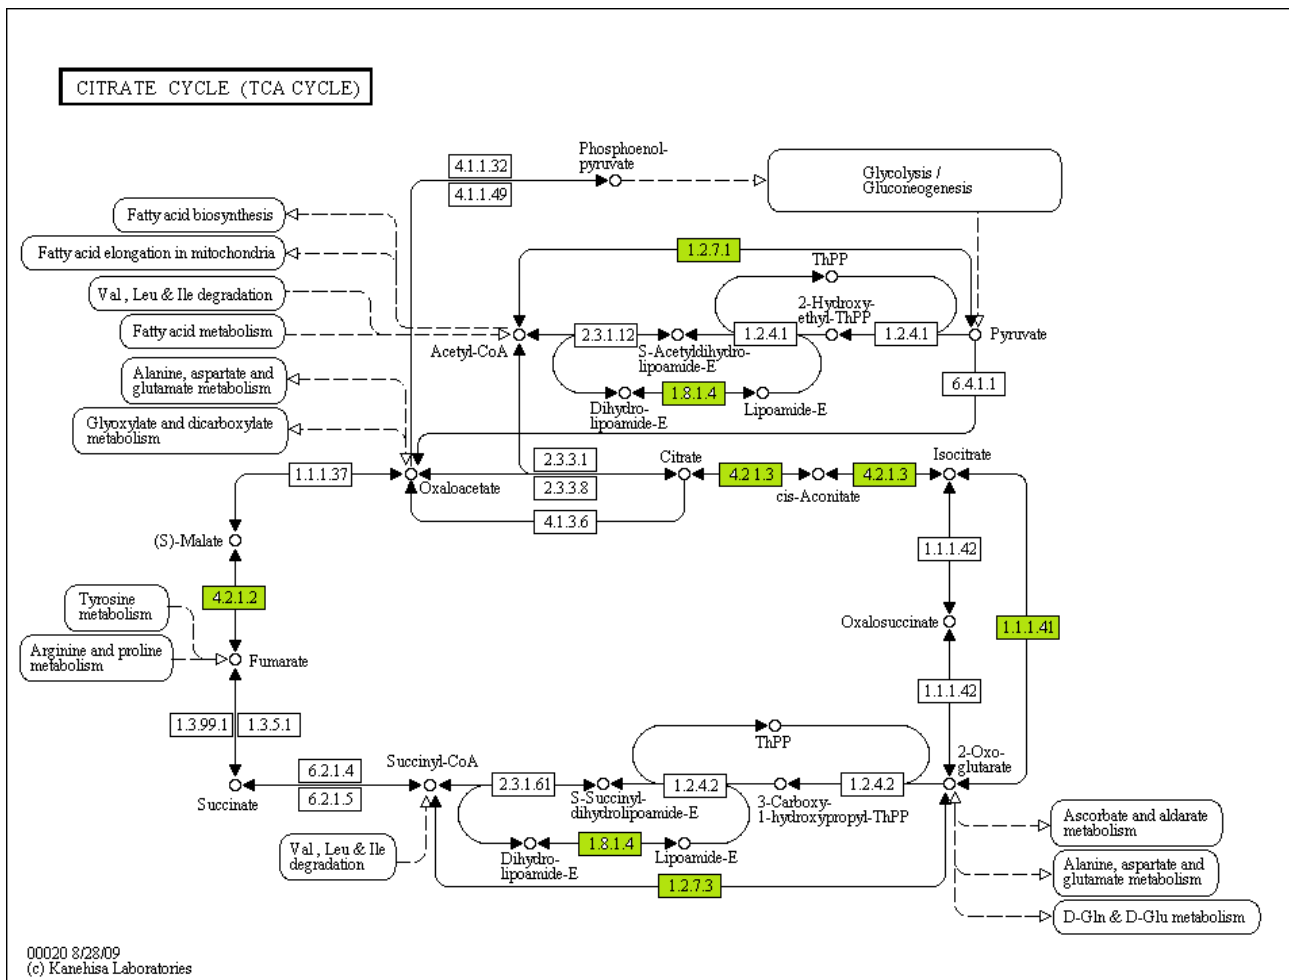 CITRATE CYCLE (TCA CYCLE)
Phosphoenol-
pyruvate
4.1.1.32
4.1.1.49
Glycolysis /
Gluconeogenesis
Fatty acid biosynthesis
Fatty acid elongation in mitochondria
Val , Leu & Ile degradation
Fatty acid metabolism
Alanine, aspartate and
glutamate metabolism
Glyoxylate and dicarboxylate
metabolism
1.2.7.1
ThPP
2-Hydroxy-
ethyl-ThPP
Acetyl-CoA
2.3.1.12
S-Acetyldihydro-
lipoamide-E
1.2.4.1
1.2.4.1
Pyruvate
6.4.1.1
Dihydro-
lipoamide-E
1.8.1.4
Lipoamide-E
1.1.1.37
Oxaloacetate
2.3.3.1
2.3.3.8
4.1.3.6
Citrate
4.2.1.3
cis-Aconitate
4.2.1.3
Isocitrate
(S)-Malate
1.1.1.42
4.2.1.2
Tyrosine
metabolism
Arginine and proline
metabolism
Fumarate
Oxalosuccinate
1.1.1.41
1.1.1.42
1.3.99.1
1.3.5.1
ThPP
Succinyl-CoA
2-Oxo-
glutarate
6.2.1.4
6.2.1.5
Succinate
2.3.1.61
S-Succinyl-
dihydrolipoamide-E
1.2.4.2
3-Carboxy-
1-hydroxypropyl-ThPP
1.2.4.2
Val , Leu & Ile
degradation
Dihydro-
lipoamide-E
1.8.1.4
Lipoamide-E
1.2.7.3
Ascorbate and aldarate
metabolism
Alanine, aspartate and
glutamate metabolism
D-Gln & D-Glu metabolism
00020 8/28/09
(c) Kanehisa Laboratories